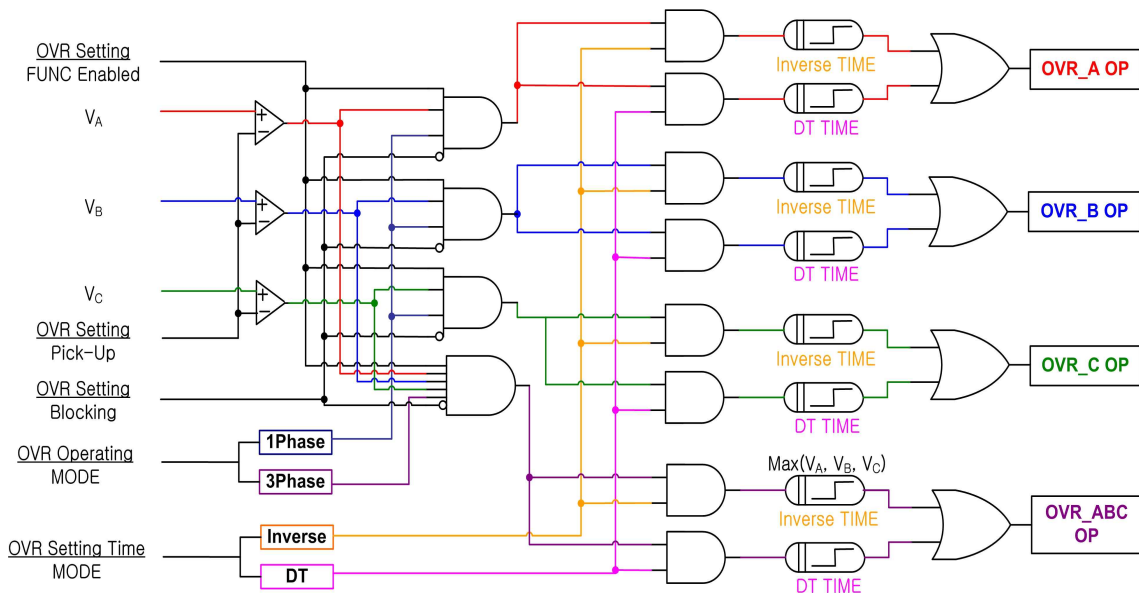 OVR Setting
FUNC Enabled
VA
VB
VC
OVR Setting
Pick-Up
OVR Setting
Blocking
OVR Operating
MODE
1Phase
3Phase
OVR Setting Time
MODE
Inverse
DT
+
−
+
−
+
−
Inverse TIME
DT TIME
OVR_A OP
Inverse TIME
DT TIME
OVR_B OP
Inverse TIME
DT TIME
OVR_C OP
Max(VA, VB, VC)
Inverse TIME
DT TIME
OVR_ABC
OP